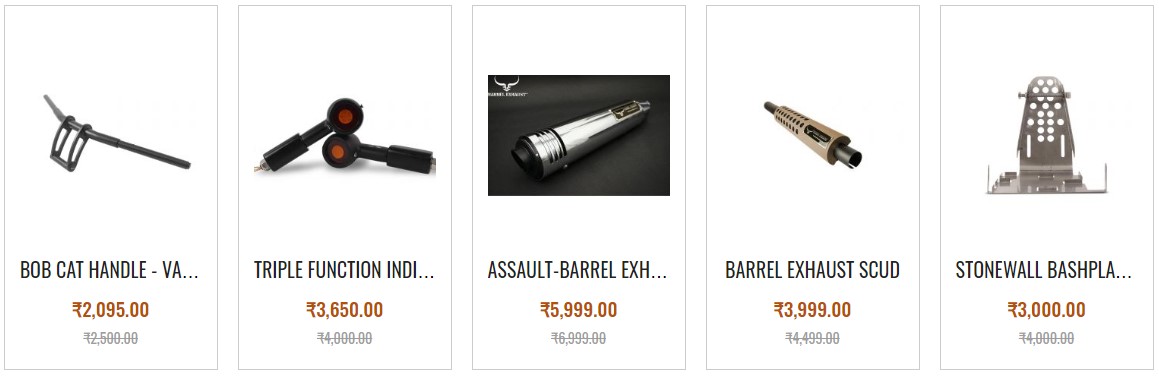 BARREL EXHAUST
BOB CAT HANDLE - VA...
₹2,095.00
₹2,500.00
TRIPLE FUNCTION INDI...
₹3,650.00
₹4,000.00
ASSAULT-BARREL EXH...
₹5,999.00
₹6,999.00
BARREL EXHAUST SCUD
₹3,999.00
₹4,499.00
STONEWALL BASHPLA...
₹3,000.00
₹4,000.00